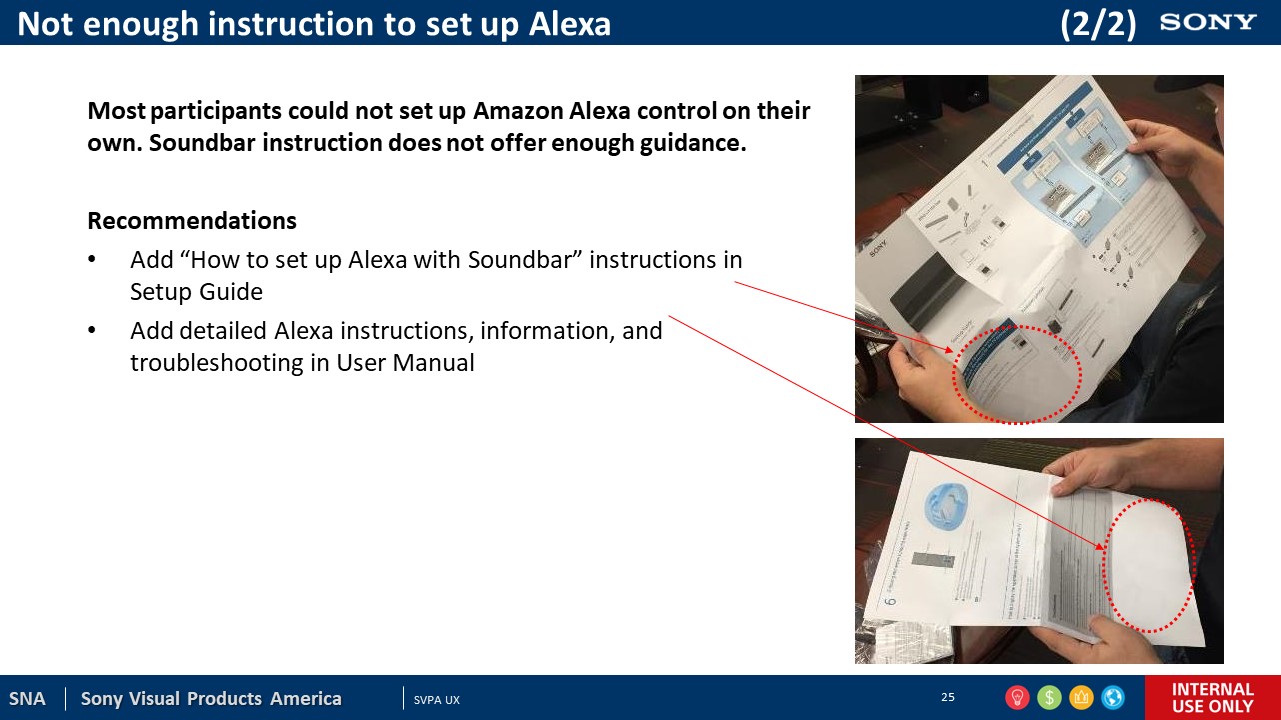 Not enough instruction to set up Alexa (2/2) SONY
Most participants could not set up Amazon Alexa control on their
own. Soundbar instruction does not offer enough guidance.
Recommendations
• Add “How to set up Alexa with Soundbar” instructions in
Setup Guide
• Add detailed Alexa instructions, information, and
troubleshooting in User Manual
SONY
1
6
SNA Sony Visual Products America SVPA UX 25 INTERNAL
USE ONLY